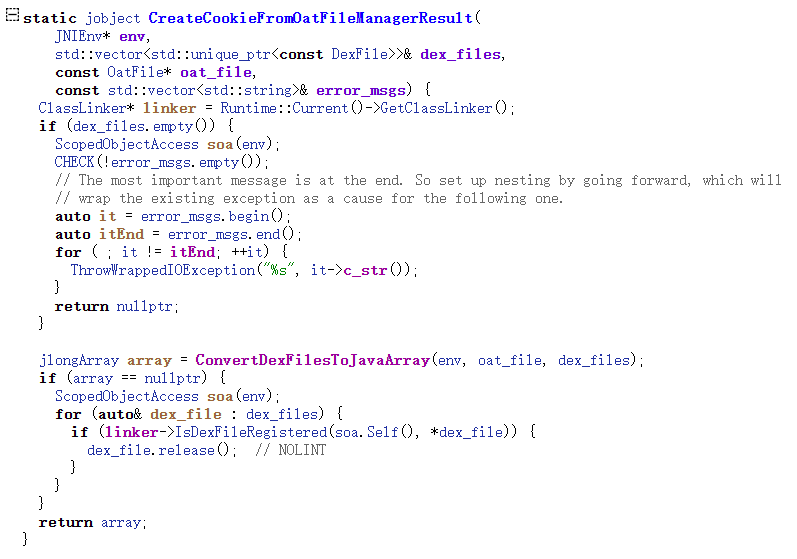 static jobject CreateCookieFromOatFileManagerResult(
    JNIEnv* env,
    std::vector<std::unique_ptr<const DexFile>>& dex_files,
    const OatFile* oat_file,
    const std::vector<std::string>& error_msgs) {
  ClassLinker* linker = Runtime::Current()->GetClassLinker();
  if (dex_files.empty()) {
    ScopedObjectAccess soa(env);
    CHECK(!error_msgs.empty());
    // The most important message is at the end. So set up nesting by going forward, which will
    // wrap the existing exception as a cause for the following one.
    auto it = error_msgs.begin();
    auto itEnd = error_msgs.end();
    for ( ; it != itEnd; ++it) {
      ThrowWrappedIOException("%s", it->c_str());
    }
    return nullptr;
  }

  jlongArray array = ConvertDexFilesToJavaArray(env, oat_file, dex_files);
  if (array == nullptr) {
    ScopedObjectAccess soa(env);
    for (auto& dex_file : dex_files) {
      if (linker->IsDexFileRegistered(soa.Self(), *dex_file)) {
        dex_file.release();  // NOLINT
      }
    }
  }
  return array;
}